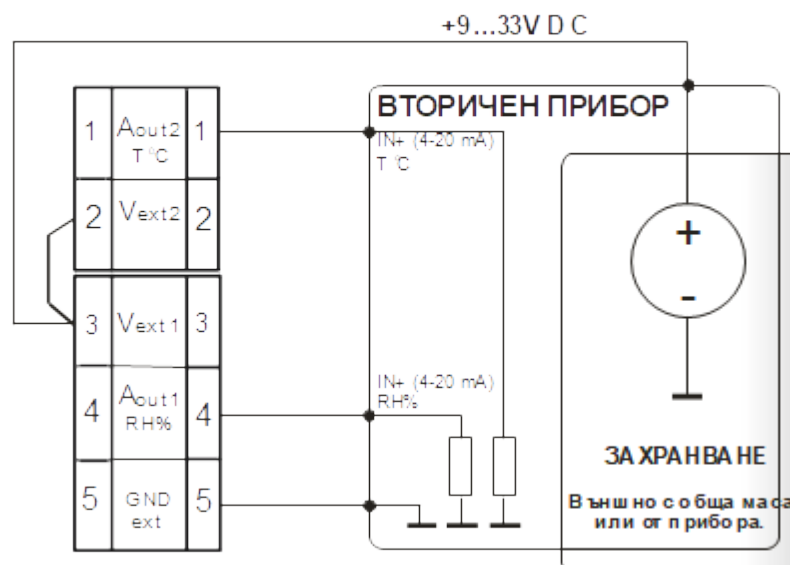 +9...33V DC
ВТОРИЧЕН ПРИБОР
1 Aout2 1
T °C
IN+ (4-20 mA)
T °C
2 Vext2 2
+
-
3 Vext1 3
IN+ (4-20 mA)
RH%
4 Aout1 4
RH%
ЗАХРАНВАНЕ
5 GND 5
ext
Външно с обща маса
или от прибора.